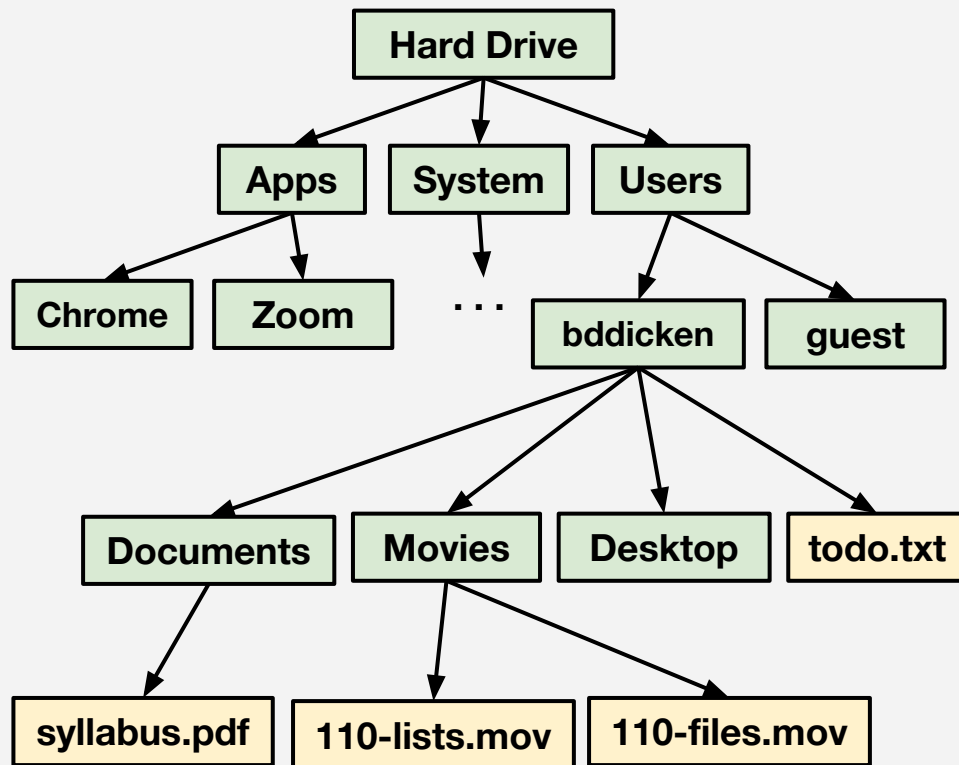 Hard Drive
Apps
System
Users
Chrome
Zoom
...
bddicken
guest
Documents
Movies
Desktop
todo.txt
syllabus.pdf
110-lists.mov
110-files.mov